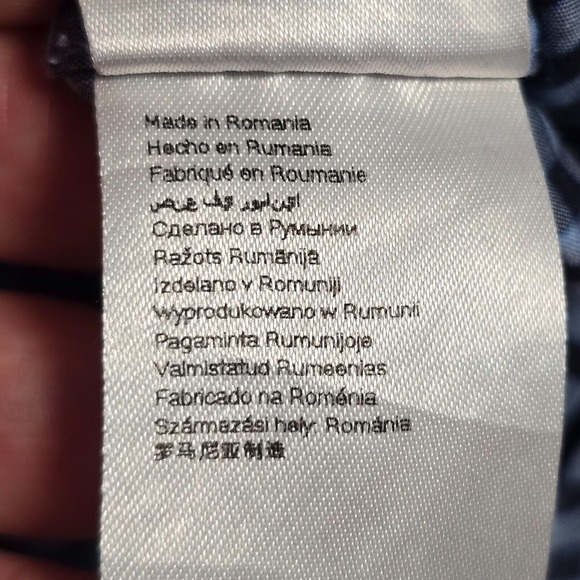 Made in Romania
Hecho en Rumania
Fabriqué en Roumanie
Сделано в Румынии
Ražots Rumānijā
Izdelano v Romuniji
Wyprodukowano w Rumunii
Pagaminta Rumunijoje
Valmistatud Rumeenias
Fabricado na Roménia
Származási hely: Románia
罗马尼亚制造